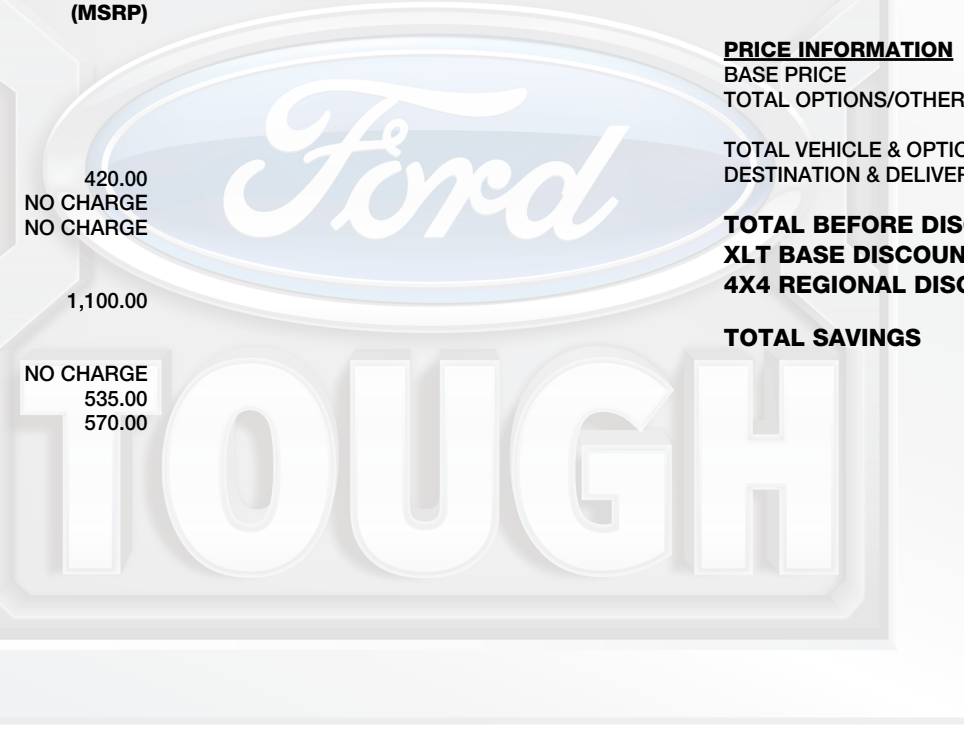 (MSRP)
420.00
NO CHARGE
NO CHARGE
1,100.00
NO CHARGE
535.00
570.00
PRICE INFORMATION
BASE PRICE
TOTAL OPTIONS/OTHER
TOTAL VEHICLE & OPTIO
DESTINATION & DELIVER
TOTAL BEFORE DISC
XLT BASE DISCOUN
4X4 REGIONAL DISC
TOTAL SAVINGS
Ford
TOUGH